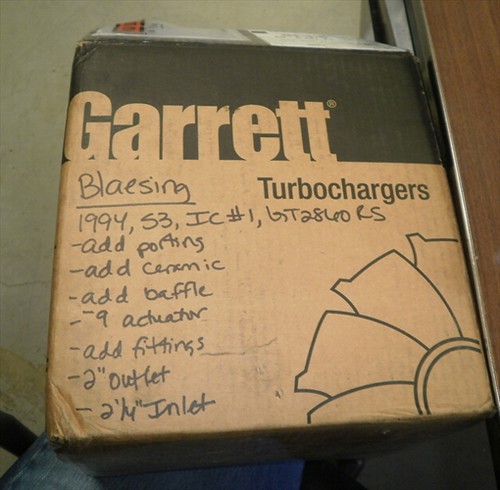 Garrett®
Turbochargers
Blaesing
1994, S3, IC#1, GT2860RS
-add porting
-add ceramic
-add baffle
-~9 actuator
-add fittings
-2" Outlet
-2¼" Inlet